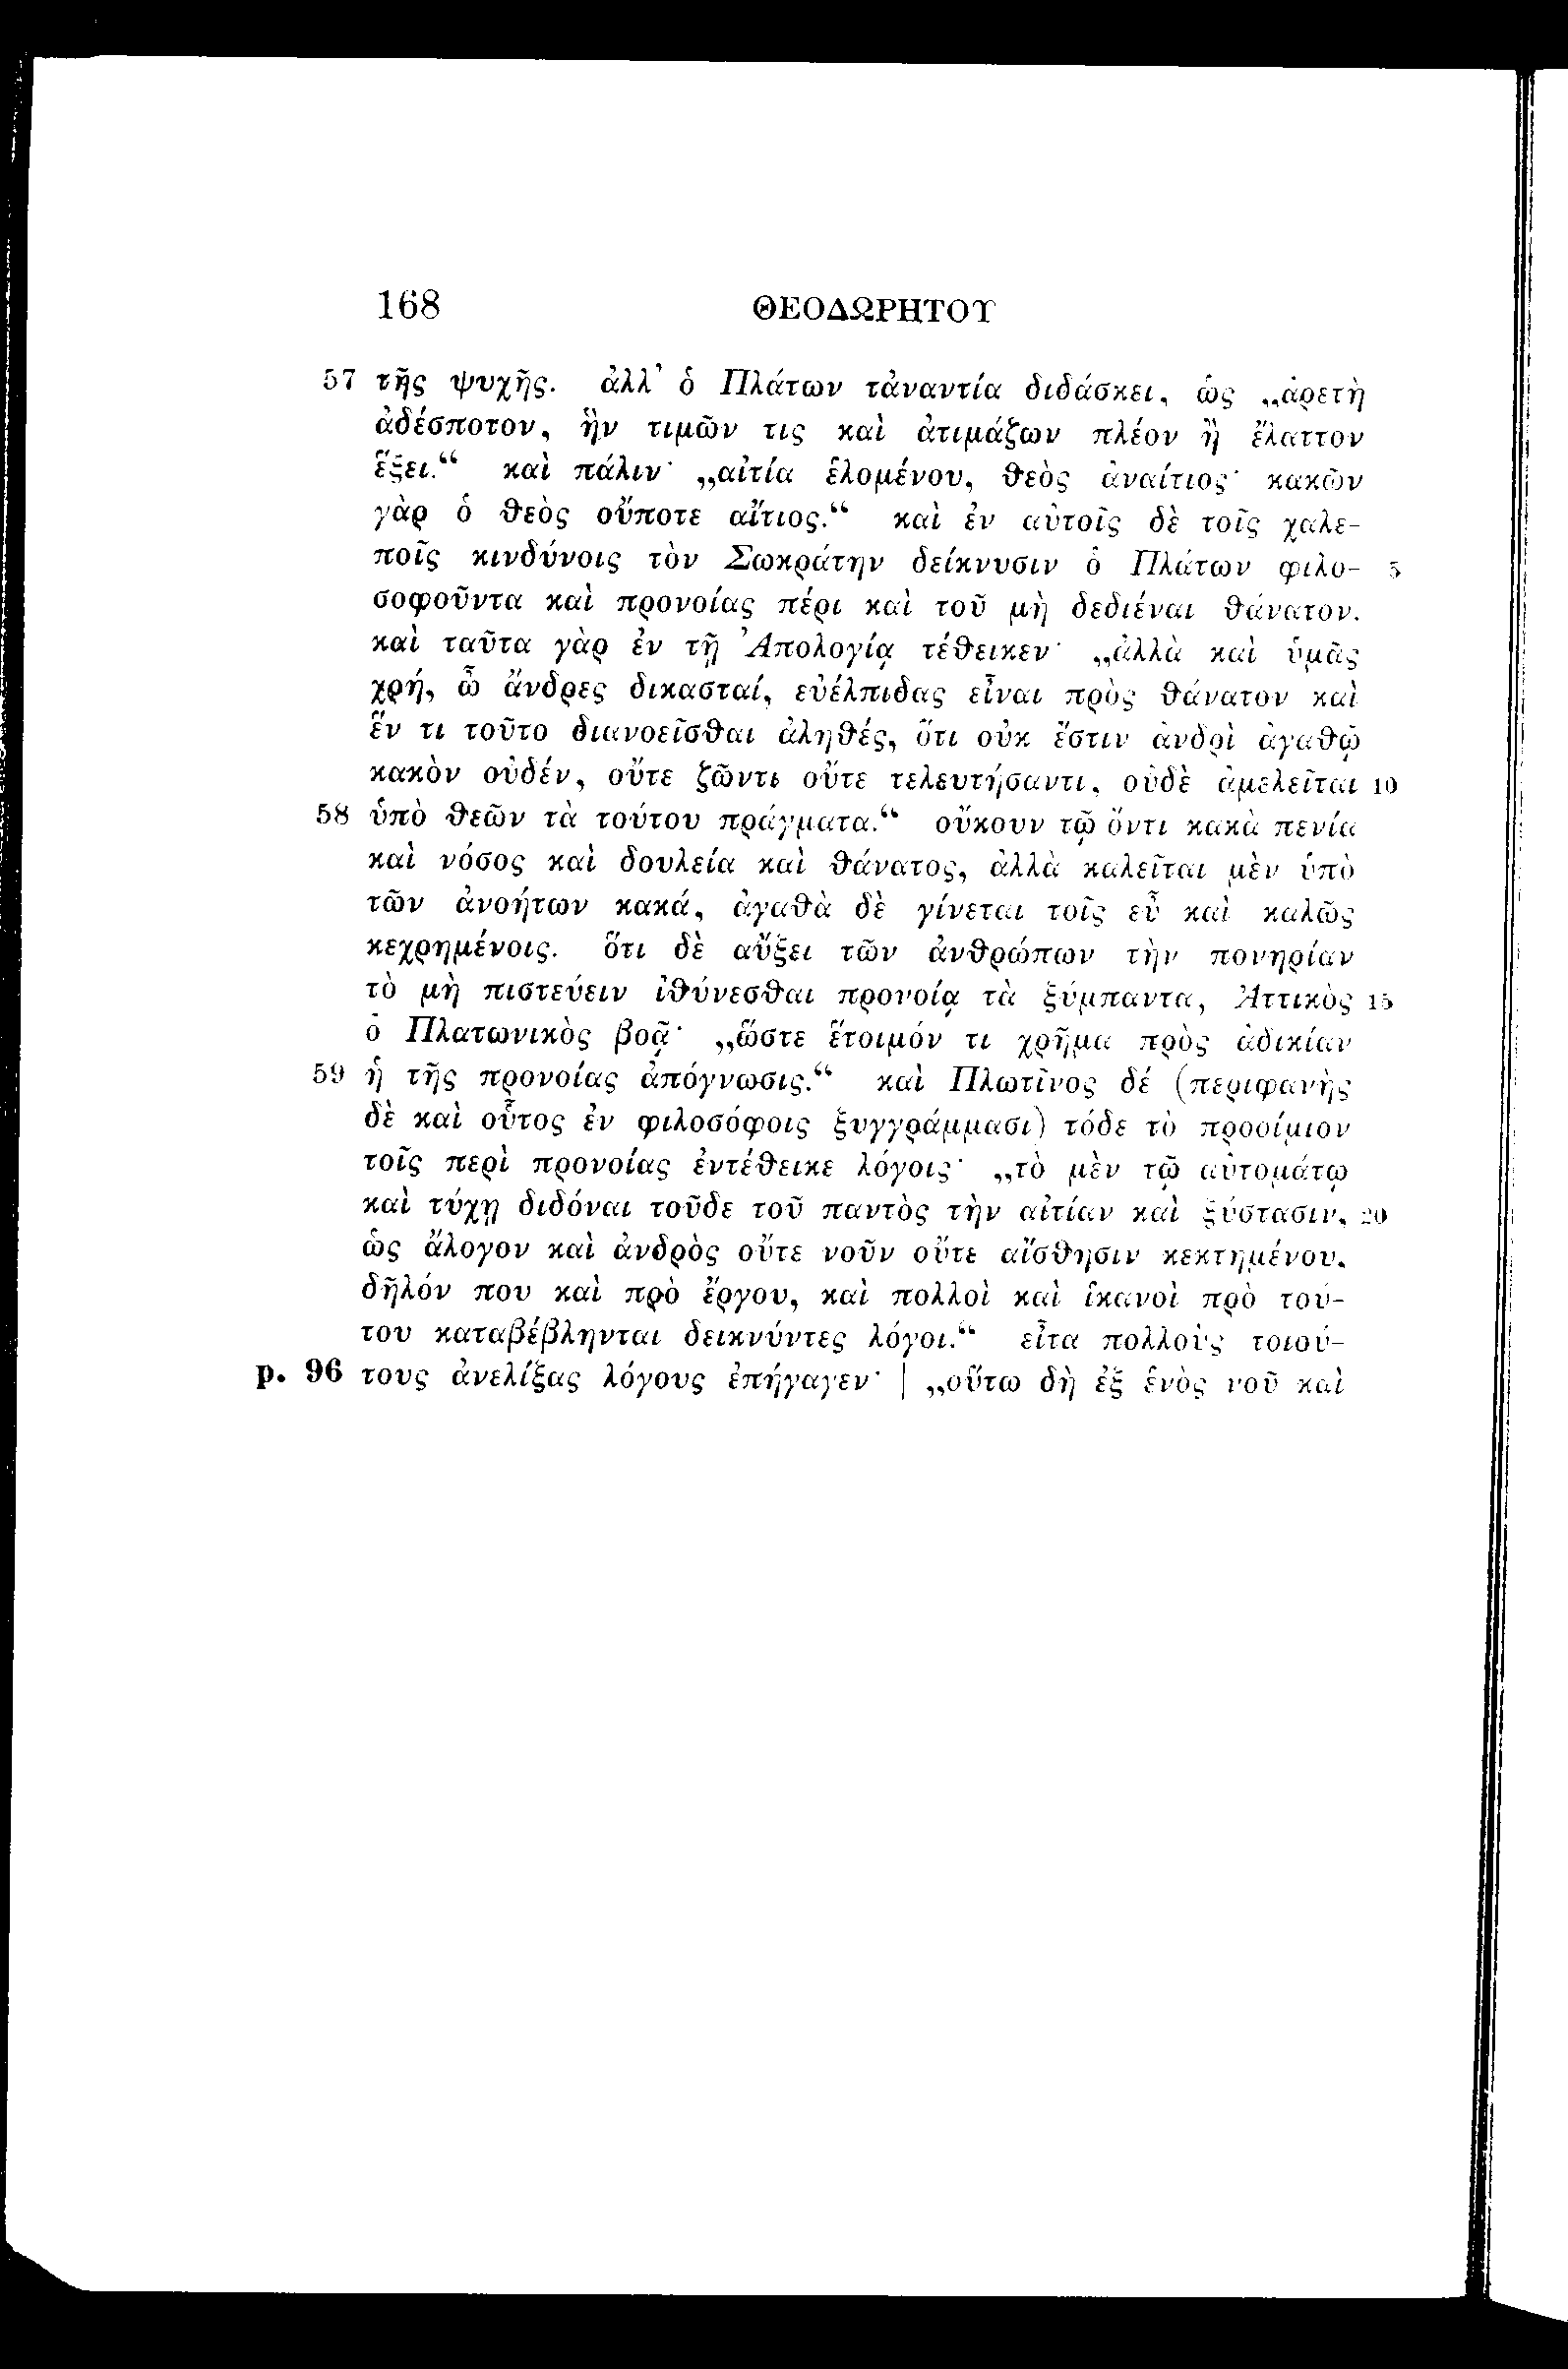 168 ΘΕΟΔΩΡΗΤΟΥ
57 τῆς ψυχῆς. ἀλλ’ ὁ Πλάτων τἀναντία διδάσκει, ὡς „ἀρετὴ
ἀδέσποτον, ἣν τιμῶν τις καὶ ἀτιμάζων πλέον ἢ ἔλαττον
ἕξει.“ καὶ πάλιν· „αἰτία ἑλομένου, θεὸς ἀναίτιος· κακῶν
γὰρ ὁ θεὸς οὔποτε αἴτιος.“ καὶ ἐν αὐτοῖς δὲ τοῖς χαλε-
ποῖς κινδύνοις τὸν Σωκράτην δείκνυσιν ὁ Πλάτων φιλο- 5
σοφοῦντα καὶ προνοίας πέρι καὶ τοῦ μὴ δεδιέναι θάνατον.
καὶ ταῦτα γὰρ ἐν τῇ Ἀπολογίᾳ τέθεικεν· „ἀλλὰ καὶ ὑμᾶς
χρή, ὦ ἄνδρες δικασταί, εὐέλπιδας εἶναι πρὸς θάνατον καὶ
ἕν τι τοῦτο διανοεῖσθαι ἀληθές, ὅτι οὐκ ἔστιν ἀνδρὶ ἀγαθῷ
κακὸν οὐδέν, οὔτε ζῶντι οὔτε τελευτήσαντι, οὐδὲ ἀμελεῖται 10
58 ὑπὸ θεῶν τὰ τούτου πράγματα.“ οὔκουν τῷ ὄντι κακὰ πενία
καὶ νόσος καὶ δουλεία καὶ θάνατος, ἀλλὰ καλεῖται μὲν ὑπὸ
τῶν ἀνοήτων κακά, ἀγαθὰ δὲ γίνεται τοῖς εὖ καὶ καλῶς
κεχρημένοις. ὅτι δὲ αὔξει τῶν ἀνθρώπων τὴν πονηρίαν
τὸ μὴ πιστεύειν ἰθύνεσθαι προνοίᾳ τὰ ξύμπαντα, Ἀττικὸς 15
ὁ Πλατωνικὸς βοᾷ· „ὥστε ἕτοιμόν τι χρῆμα πρὸς ἀδικίαν
59 ἡ τῆς προνοίας ἀπόγνωσις.“ καὶ Πλωτῖνος δέ (περιφανὴς
δὲ καὶ οὗτος ἐν φιλοσόφοις ξυγγράμμασι) τόδε τὸ προοίμιον
τοῖς περὶ προνοίας ἐντέθεικε λόγοις· „τὸ μὲν τῷ αὐτομάτῳ
καὶ τύχῃ διδόναι τοῦδε τοῦ παντὸς τὴν αἰτίαν καὶ ξύστασιν, 20
ὡς ἄλογον καὶ ἀνδρὸς οὔτε νοῦν οὔτε αἴσθησιν κεκτημένου,
δῆλόν που καὶ πρὸ ἔργου, καὶ πολλοὶ καὶ ἱκανοὶ πρὸ τού-
του καταβέβληνται δεικνύντες λόγοι.“ εἶτα πολλοὺς τοιού-
p. 96 τους ἀνελίξας λόγους ἐπήγαγεν· | „οὕτω δὴ ἐξ ἑνὸς νοῦ καὶ